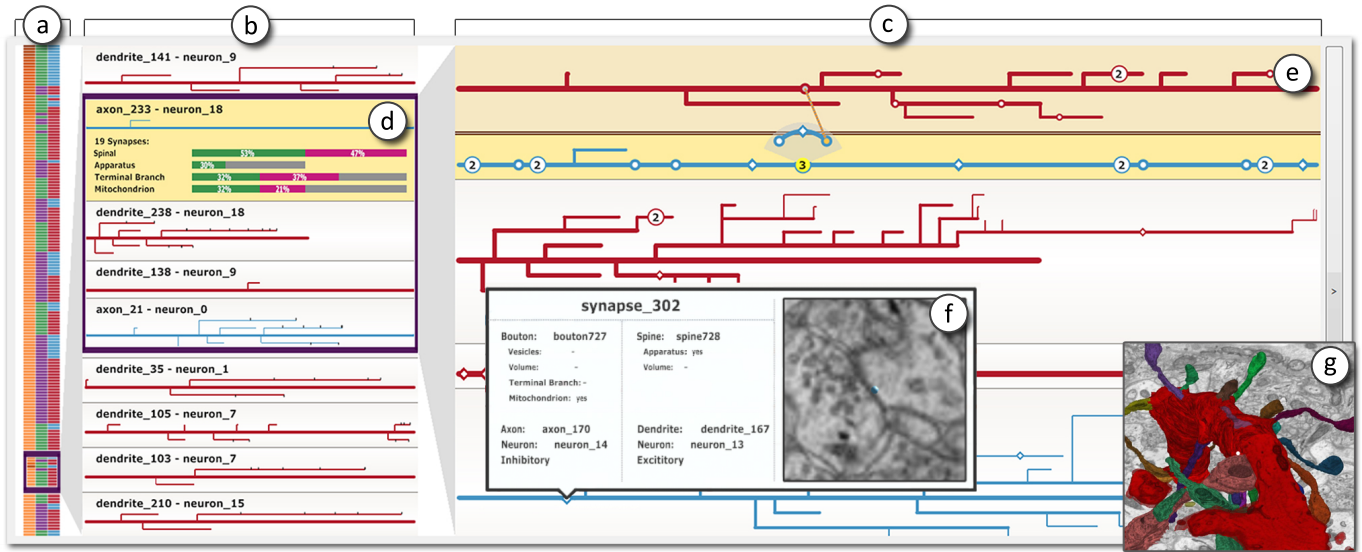 a
b
c
dendrite_141 - neuron_9
axon_233 - neuron_18
d
19 Synapses:
Spinal 53% 47%
Apparatus 30%
Terminal Branch 32% 37%
Mitochondrion 32% 21%
dendrite_238 - neuron_18
dendrite_138 - neuron_9
axon_21 - neuron_0
dendrite_35 - neuron_1
dendrite_105 - neuron_7
dendrite_103 - neuron_7
dendrite_210 - neuron_15
2
e
2 2 3 2 2
2
>
synapse_302
f
Bouton: bouton727
Vesicles: -
Volume: -
Terminal Branch: -
Mitochondrion: yes
Axon: axon_170
Neuron: neuron_14
Inhibitory
Spine: spine728
Apparatus: yes
Volume: -
Dendrite: dendrite_167
Neuron: neuron_13
Excititory
g